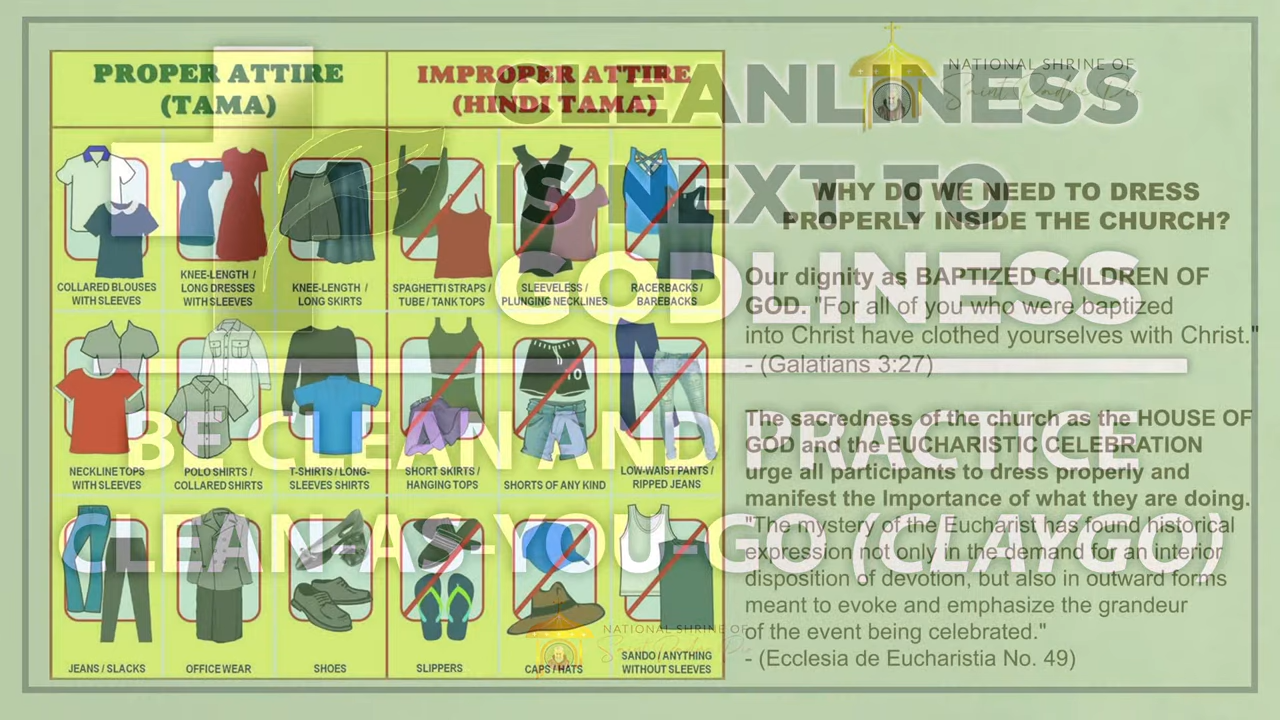 PROPER ATTIRE
(TAMA)
IMPROPER ATTIRE
(HINDI TAMA)
COLLARED BLOUSES
WITH SLEEVES
KNEE-LENGTH /
LONG DRESSES
WITH SLEEVES
KNEE-LENGTH /
LONG SKIRTS
SPAGHETTI STRAPS /
TUBE / TANK TOPS
SLEEVELESS /
PLUNGING NECKLINES
RACERBACKS /
BAREBACKS
NECKLINE TOPS
WITH SLEEVES
POLO SHIRTS /
COLLARED SHIRTS
T-SHIRTS / LONG-
SLEEVES SHIRTS
SHORT SKIRTS /
HANGING TOPS
10
SHORTS OF ANY KIND
LOW-WAIST PANTS /
RIPPED JEANS
JEANS / SLACKS
OFFICE WEAR
SHOES
SLIPPERS
CAPS / HATS
SANDO / ANYTHING
WITHOUT SLEEVES
NATIONAL SHRINE OF
Saint Padre Pio
WHY DO WE NEED TO DRESS
PROPERLY INSIDE THE CHURCH?
Our dignity as BAPTIZED CHILDREN OF
GOD. "For all of you who were baptized
into Christ have clothed yourselves with Christ."
- (Galatians 3:27)
The sacredness of the church as the HOUSE OF
GOD and the EUCHARISTIC CELEBRATION
urge all participants to dress properly and
manifest the Importance of what they are doing.
"The mystery of the Eucharist has found historical
expression not only in the demand for an interior
disposition of devotion, but also in outward forms
meant to evoke and emphasize the grandeur
of the event being celebrated."
- (Ecclesia de Eucharistia No. 49)
CLEANLINESS
IS NEXT TO
GODLINESS
BE CLEAN AND PRACTICE
CLEAN-AS-YOU-GO (CLAYGO)
NATIONAL SHRINE OF
Saint Padre Pio